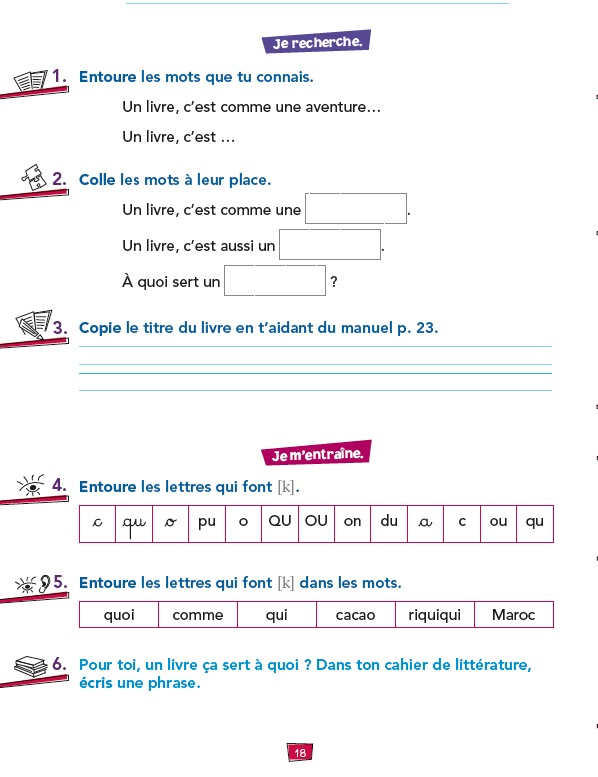 Je recherche.
1. Entoure les mots que tu connais.
Un livre, c'est comme une aventure…
Un livre, c'est …
2. Colle les mots à leur place.
Un livre, c'est comme une .
Un livre, c'est aussi un .
À quoi sert un ?
3. Copie le titre du livre en t'aidant du manuel p. 23.
Je m'entraîne.
4. Entoure les lettres qui font [k].
c qu o pu o QU OU on du a c ou qu
5. Entoure les lettres qui font [k] dans les mots.
quoi comme qui cacao riquiqui Maroc
6. Pour toi, un livre ça sert à quoi ? Dans ton cahier de littérature,
écris une phrase.
18